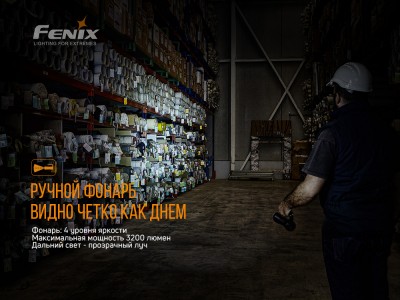 FENIX
LIGHTING FOR EXTREMES
РУЧНОЙ ФОНАРЬ
ВИДНО ЧЕТКО КАК ДНЕМ
Фонарь: 4 уровня яркости
Максимальная мощность 3200 люмен
Дальний свет - прозрачный луч